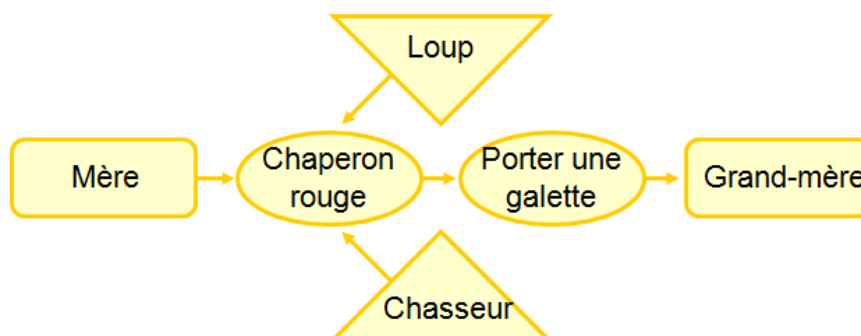 Loup
Mère
Chaperon
rouge
Porter une
galette
Grand-mère
Chasseur